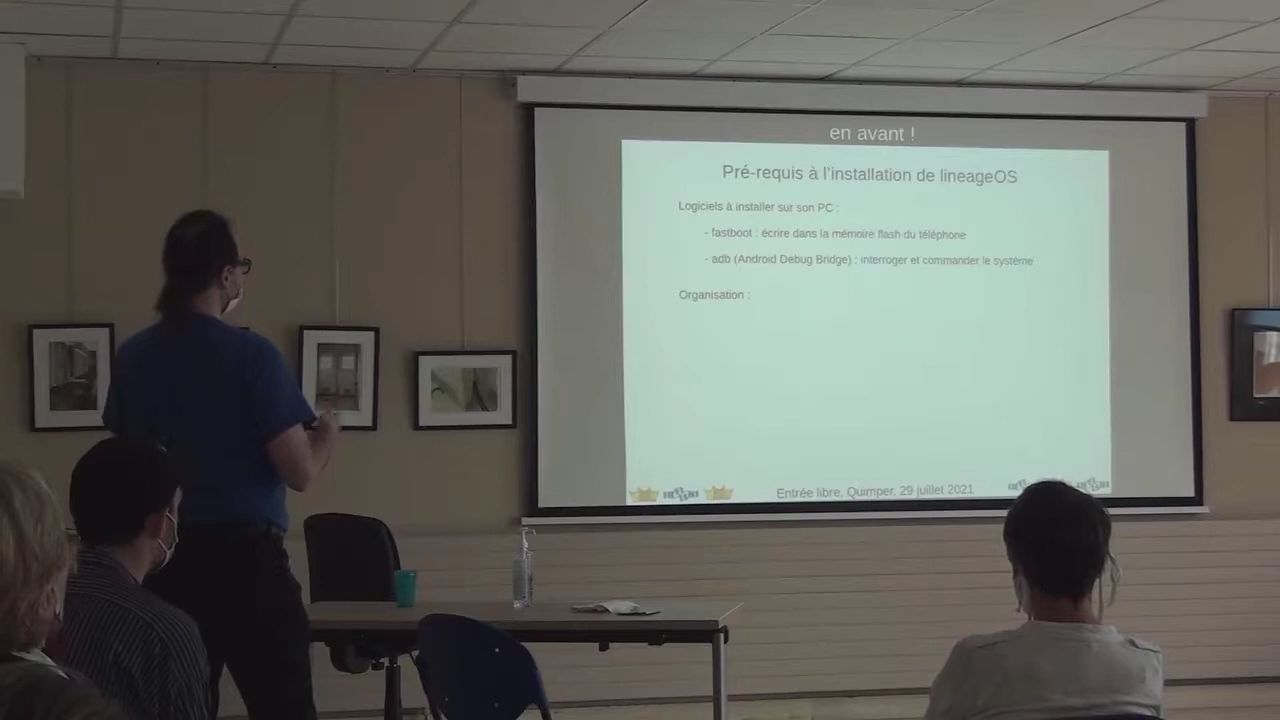 en avant !
Pré-requis à l'installation de lineageOS
Logiciels à installer sur son PC :
- fastboot : écrire dans la mémoire flash du téléphone
- adb (Android Debug Bridge) : interroger et commander le système
Organisation :
Entrée libre, Quimper. 29 juillet 2021